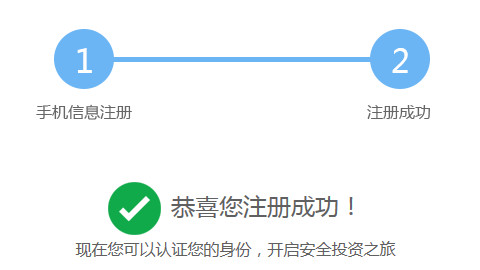 1
2
手机信息注册
注册成功
恭喜您注册成功！
现在您可以认证您的身份，开启安全投资之旅